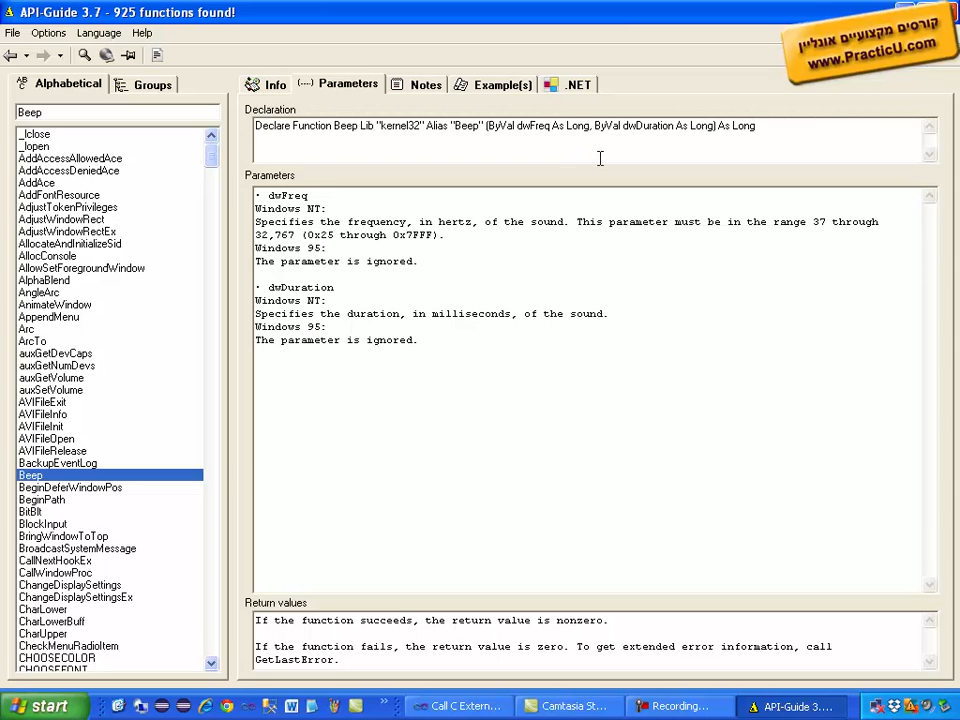 API-Guide 3.7 - 925 functions found!
File Options Language Help
קורסים מקצועיים אונליין
www.PracticU.com
Alphabetical Groups
Info Parameters Notes Example(s) .NET
Beep
_lclose
_lopen
AddAccessAllowedAce
AddAccessDeniedAce
AddAce
AddFontResource
AdjustTokenPrivileges
AdjustWindowRect
AdjustWindowRectEx
AllocateAndInitializeSid
AllocConsole
AllowSetForegroundWindow
AlphaBlend
AngleArc
AnimateWindow
AppendMenu
Arc
ArcTo
auxGetDevCaps
auxGetNumDevs
auxGetVolume
auxSetVolume
AVIFileExit
AVIFileInfo
AVIFileInit
AVIFileOpen
AVIFileRelease
BackupEventLog
Beep
BeginDeferWindowPos
BeginPath
BitBlt
BlockInput
BringWindowToTop
BroadcastSystemMessage
CallNextHookEx
CallWindowProc
ChangeDisplaySettings
ChangeDisplaySettingsEx
CharLower
CharLowerBuff
CharUpper
CheckMenuRadioItem
CHOOSECOLOR
CHOOSEFONT
Declaration
Declare Function Beep Lib "kernel32" Alias "Beep" (ByVal dwFreq As Long, ByVal dwDuration As Long) As Long
Parameters
· dwFreq
Windows NT:
Specifies the frequency, in hertz, of the sound. This parameter must be in the range 37 through
32,767 (0x25 through 0x7FFF).
Windows 95:
The parameter is ignored.
· dwDuration
Windows NT:
Specifies the duration, in milliseconds, of the sound.
Windows 95:
The parameter is ignored.
Return values
If the function succeeds, the return value is nonzero.
If the function fails, the return value is zero. To get extended error information, call
GetLastError.
start
Call C Extern...
Camtasia St...
Recording...
API-Guide 3....